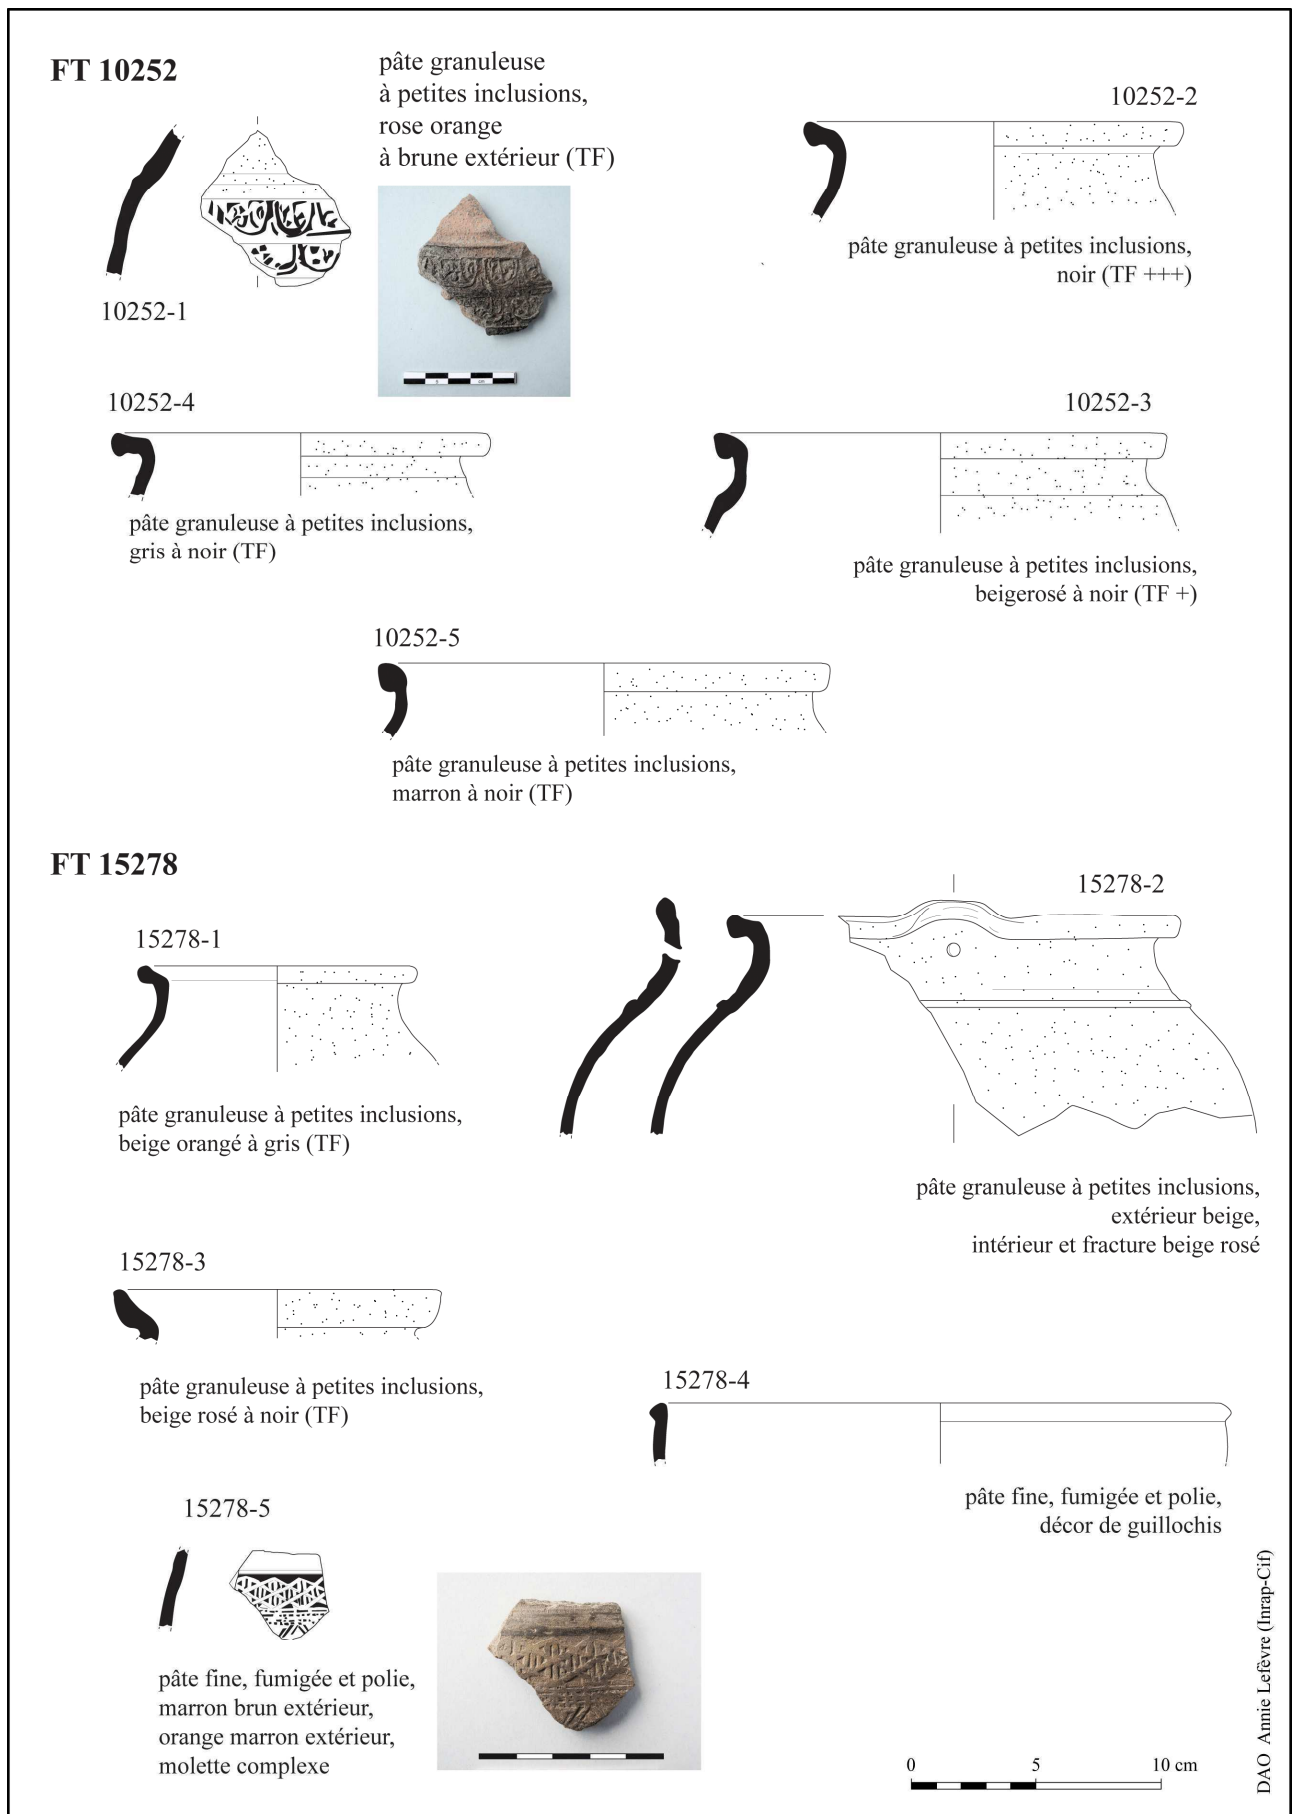 FT 10252
pâte granuleuse
à petites inclusions,
rose orange
à brune extérieur (TF)
10252-1
10252-2
pâte granuleuse à petites inclusions,
noir (TF +++)
10252-4
pâte granuleuse à petites inclusions,
gris à noir (TF)
10252-3
pâte granuleuse à petites inclusions,
beigerosé à noir (TF +)
10252-5
pâte granuleuse à petites inclusions,
marron à noir (TF)
FT 15278
15278-1
pâte granuleuse à petites inclusions,
beige orangé à gris (TF)
15278-2
pâte granuleuse à petites inclusions,
extérieur beige,
intérieur et fracture beige rosé
15278-3
pâte granuleuse à petites inclusions,
beige rosé à noir (TF)
15278-4
pâte fine, fumigée et polie,
décor de guillochis
15278-5
pâte fine, fumigée et polie,
marron brun extérieur,
orange marron extérieur,
molette complexe
0 5 10 cm
DAO Annie Lefèvre (Inrap-Cif)